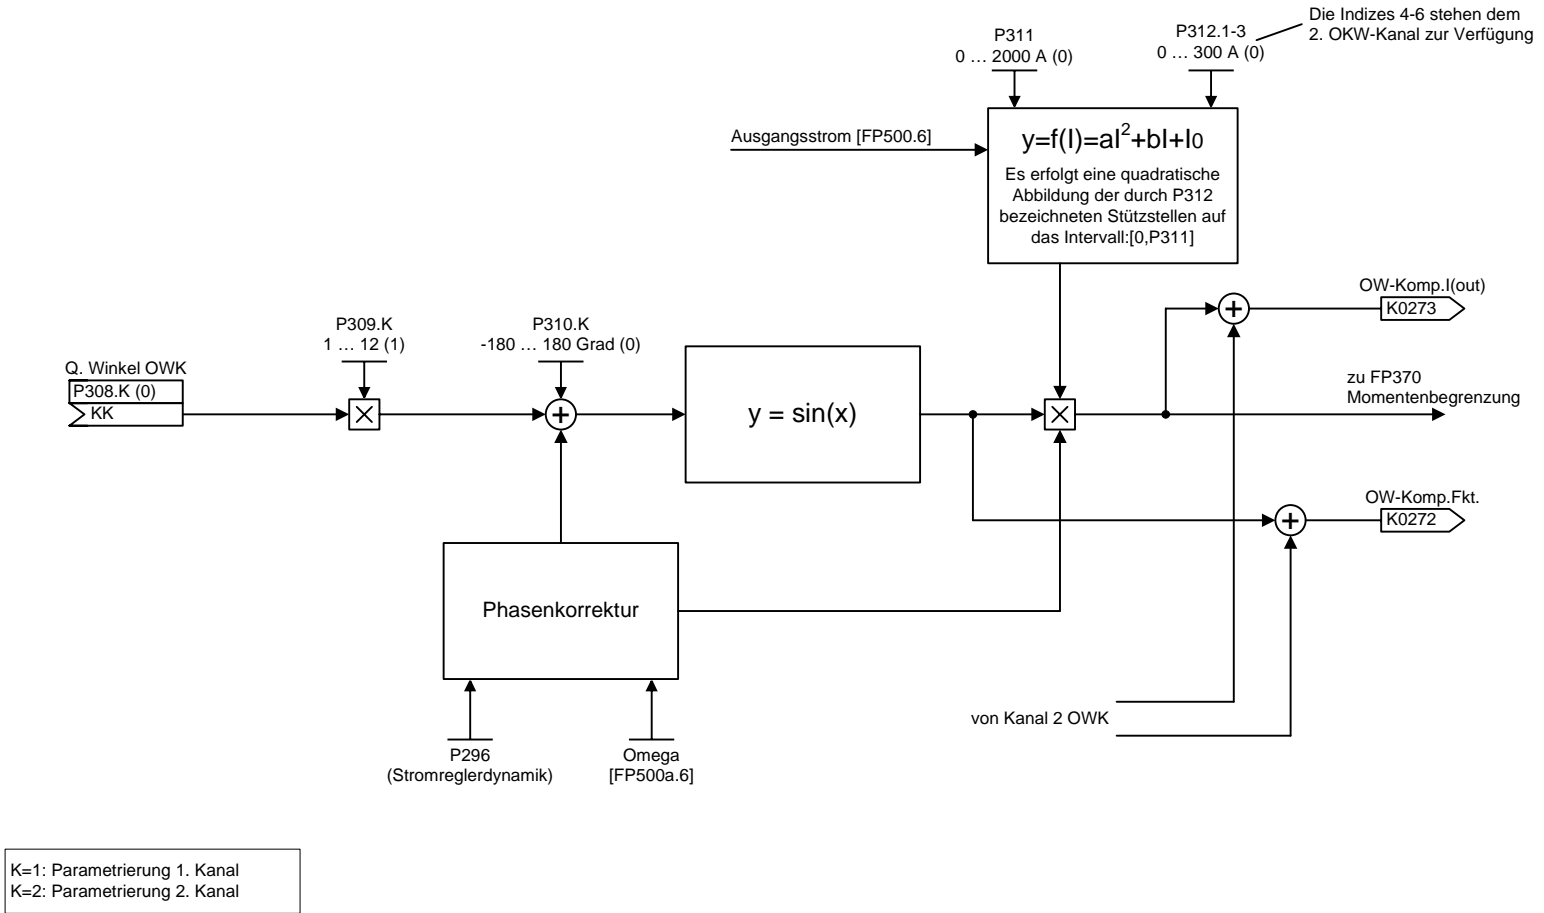 Die Indizes 4-6 stehen dem
2. OKW-Kanal zur Verfügung
P311
0 … 2000 A (0)
P312.1-3
0 … 300 A (0)
Ausgangsstrom [FP500.6]
y=f(I)=aI²+bI+I0
Es erfolgt eine quadratische
Abbildung der durch P312
bezeichneten Stützstellen auf
das Intervall:[0,P311]
OW-Komp.I(out)
K0273
P309.K
1 … 12 (1)
P310.K
-180 … 180 Grad (0)
Q. Winkel OWK
P308.K (0)
KK
y = sin(x)
zu FP370
Momentenbegrenzung
OW-Komp.Fkt.
K0272
Phasenkorrektur
von Kanal 2 OWK
P296
(Stromreglerdynamik)
Omega
[FP500a.6]
K=1: Parametrierung 1. Kanal
K=2: Parametrierung 2. Kanal